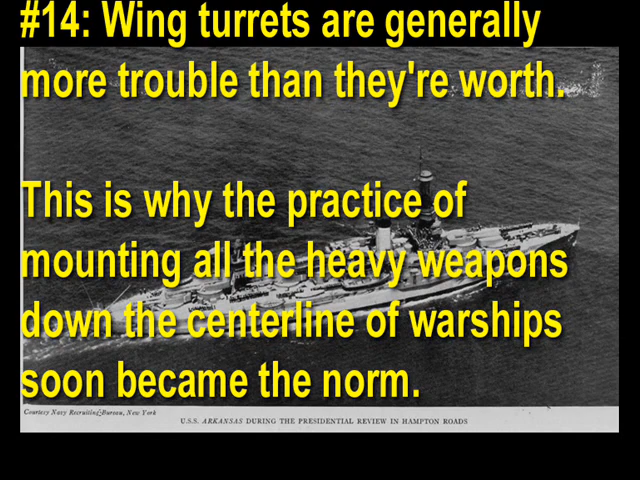 #14: Wing turrets are generally
more trouble than they're worth.
This is why the practice of
mounting all the heavy weapons
down the centerline of warships
soon became the norm.
Courtesy Navy Recruiting Bureau, New York
U.S.S. ARKANSAS DURING THE PRESIDENTIAL REVIEW IN HAMPTON ROADS